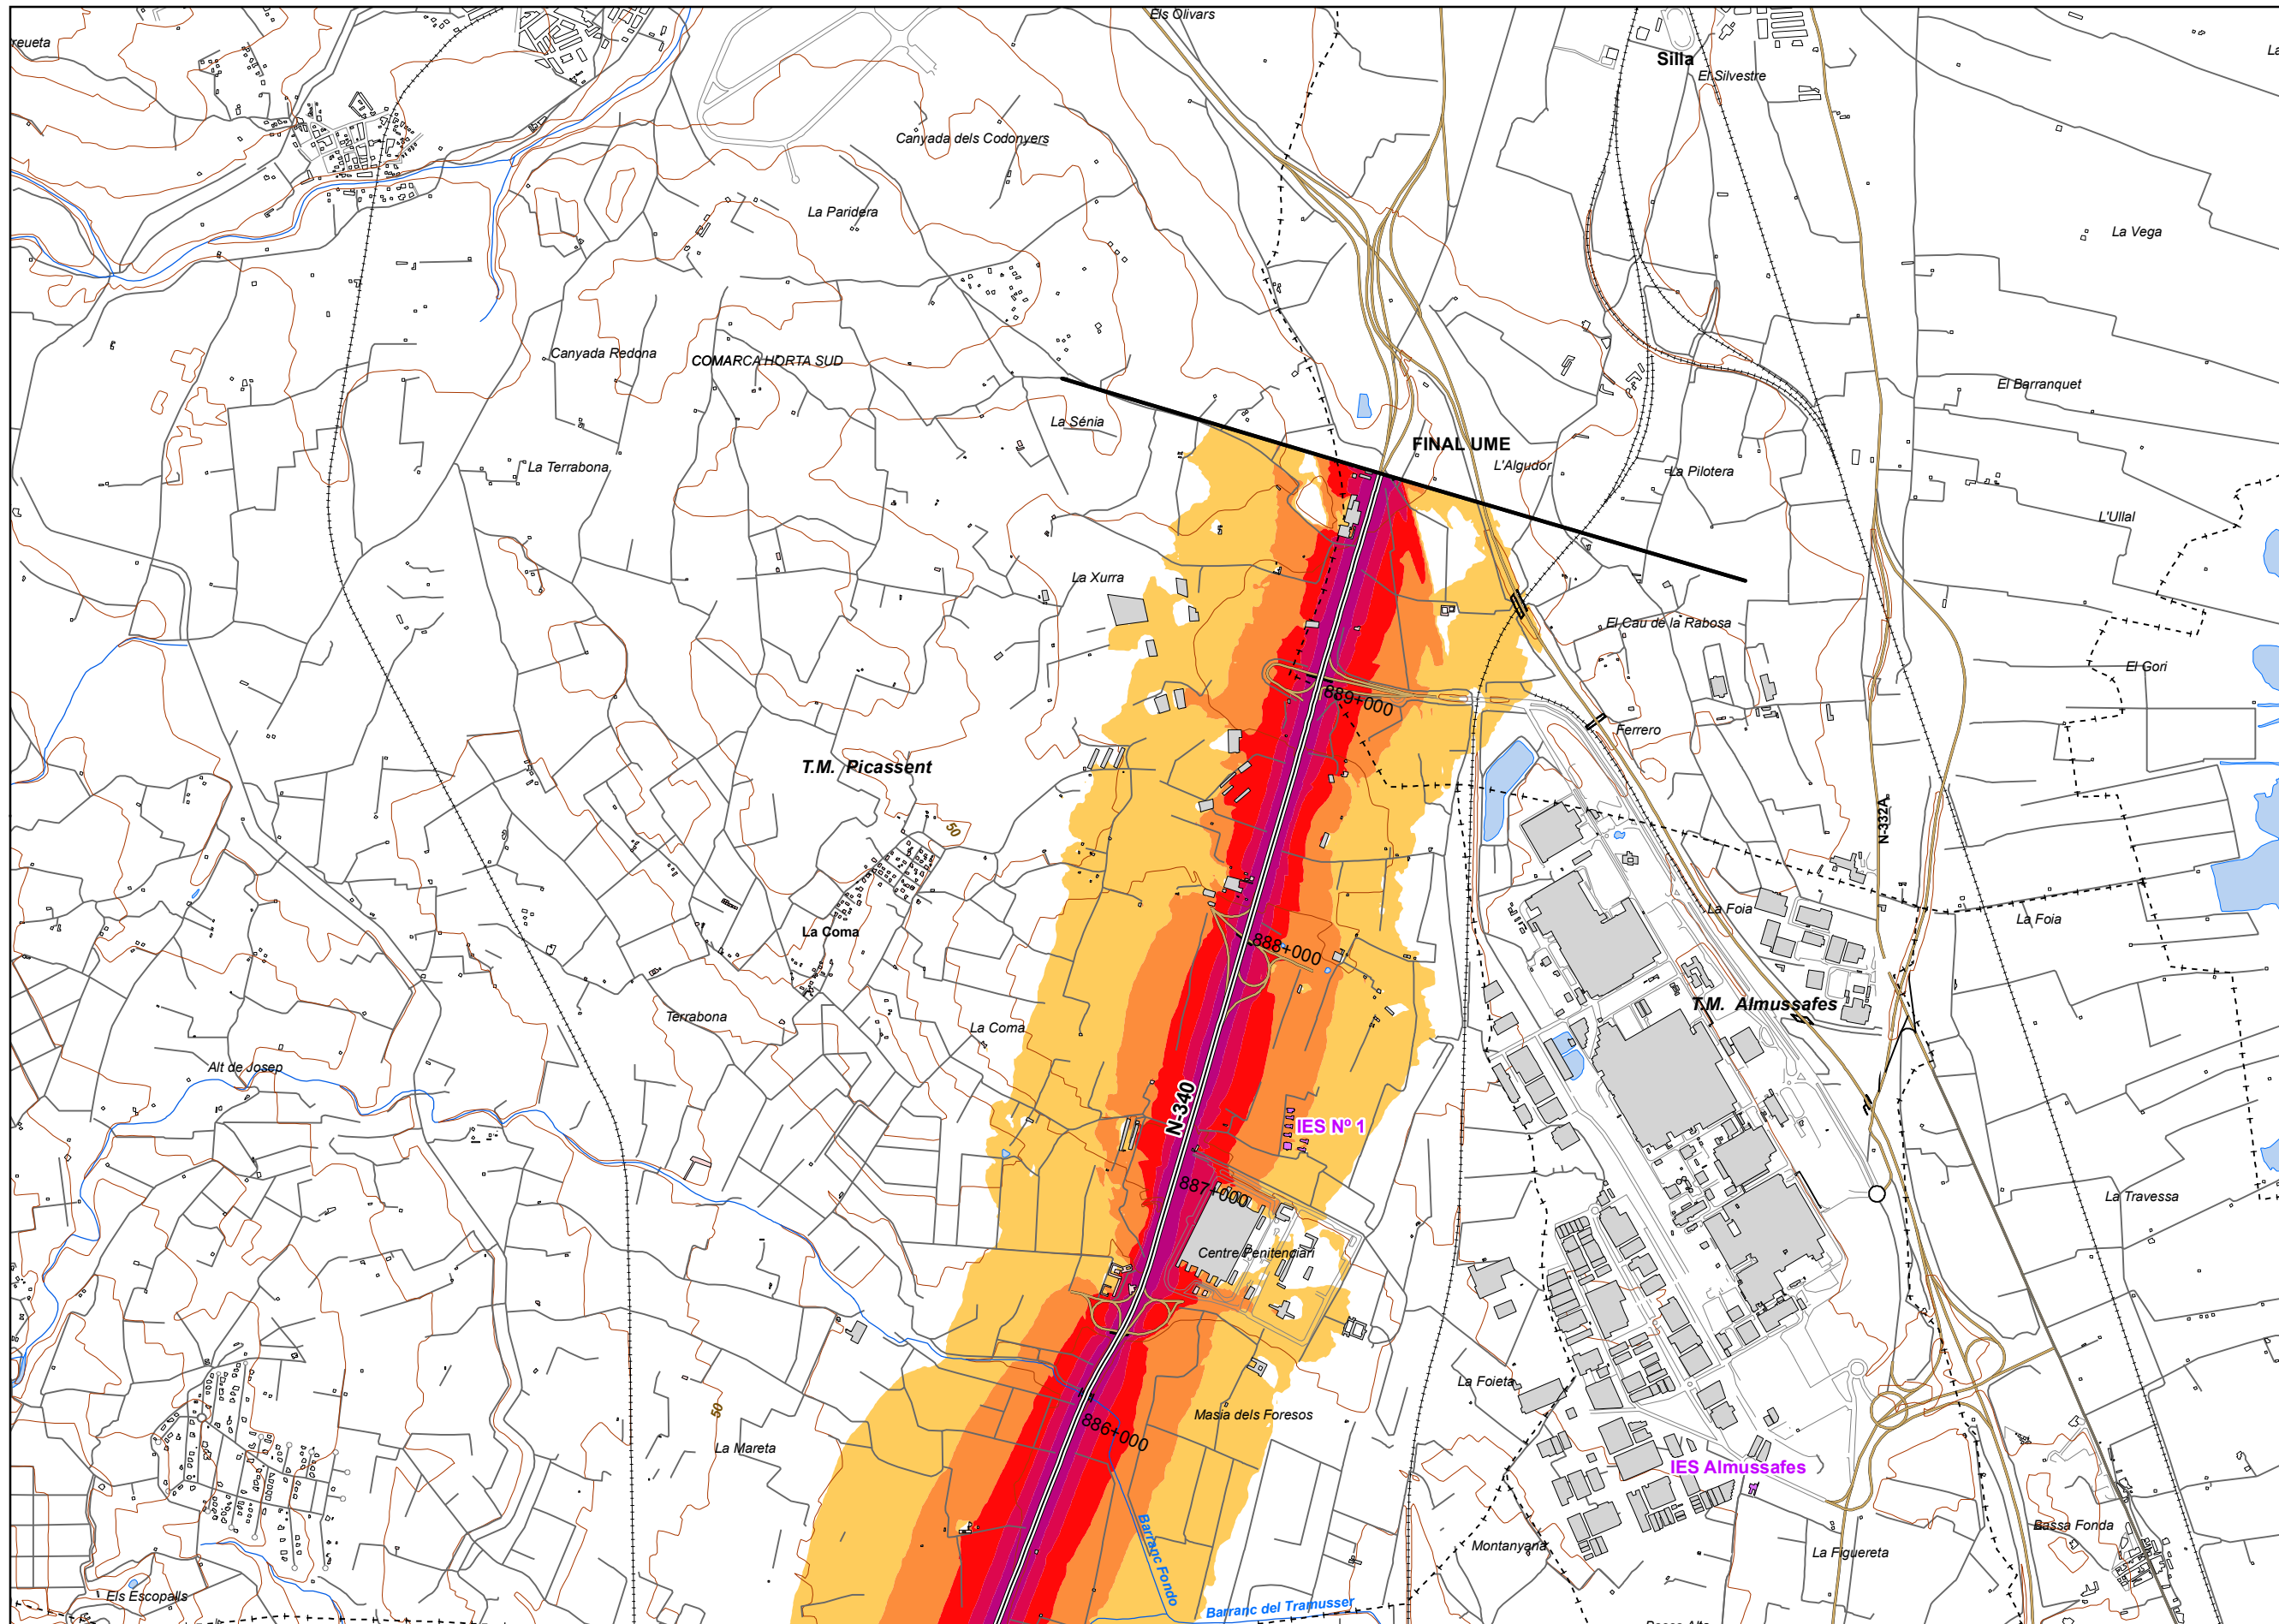 Els Olivars
reueta
Silla
El Silvestre
La
Canyada dels Codonyers
La Paridera
La Vega
Canyada Redona
COMARCA HORTA SUD
El Barranquet
La Sénia
FINAL UME
L'Algudor
La Terrabona
La Pilotera
L'Ullal
La Xurra
El Cau de la Rabosa
El Gori
889+000
Ferrero
T.M. Picassent
50
N-332A
La Foia
La Foia
La Coma
888+000
T.M. Almussafes
Terrabona
La Coma
Alt de Josep
N-340
IES Nº 1
887+000
La Travessa
Centre Penitenciari
La Foieta
50
Masia dels Foresos
886+000
La Mareta
IES Almussafes
Barranc Fondo
Bassa Fonda
Montanyana
La Figuereta
Els Escopalls
Barranc del Tramusser